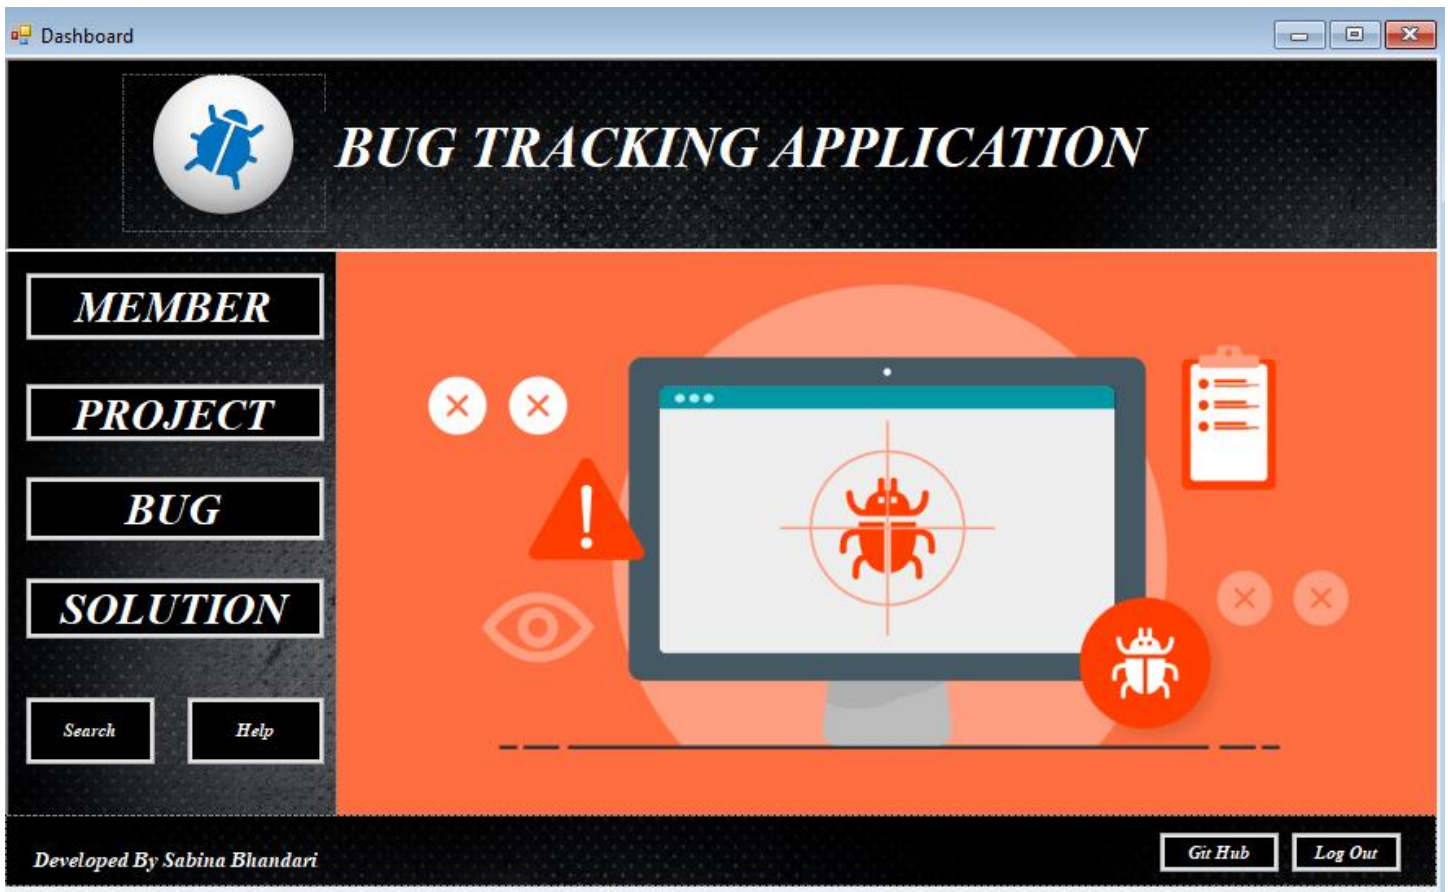 Dashboard
BUG TRACKING APPLICATION
MEMBER
PROJECT
BUG
SOLUTION
Search
Help
Developed By Sabina Bhandari
Git Hub
Log Out